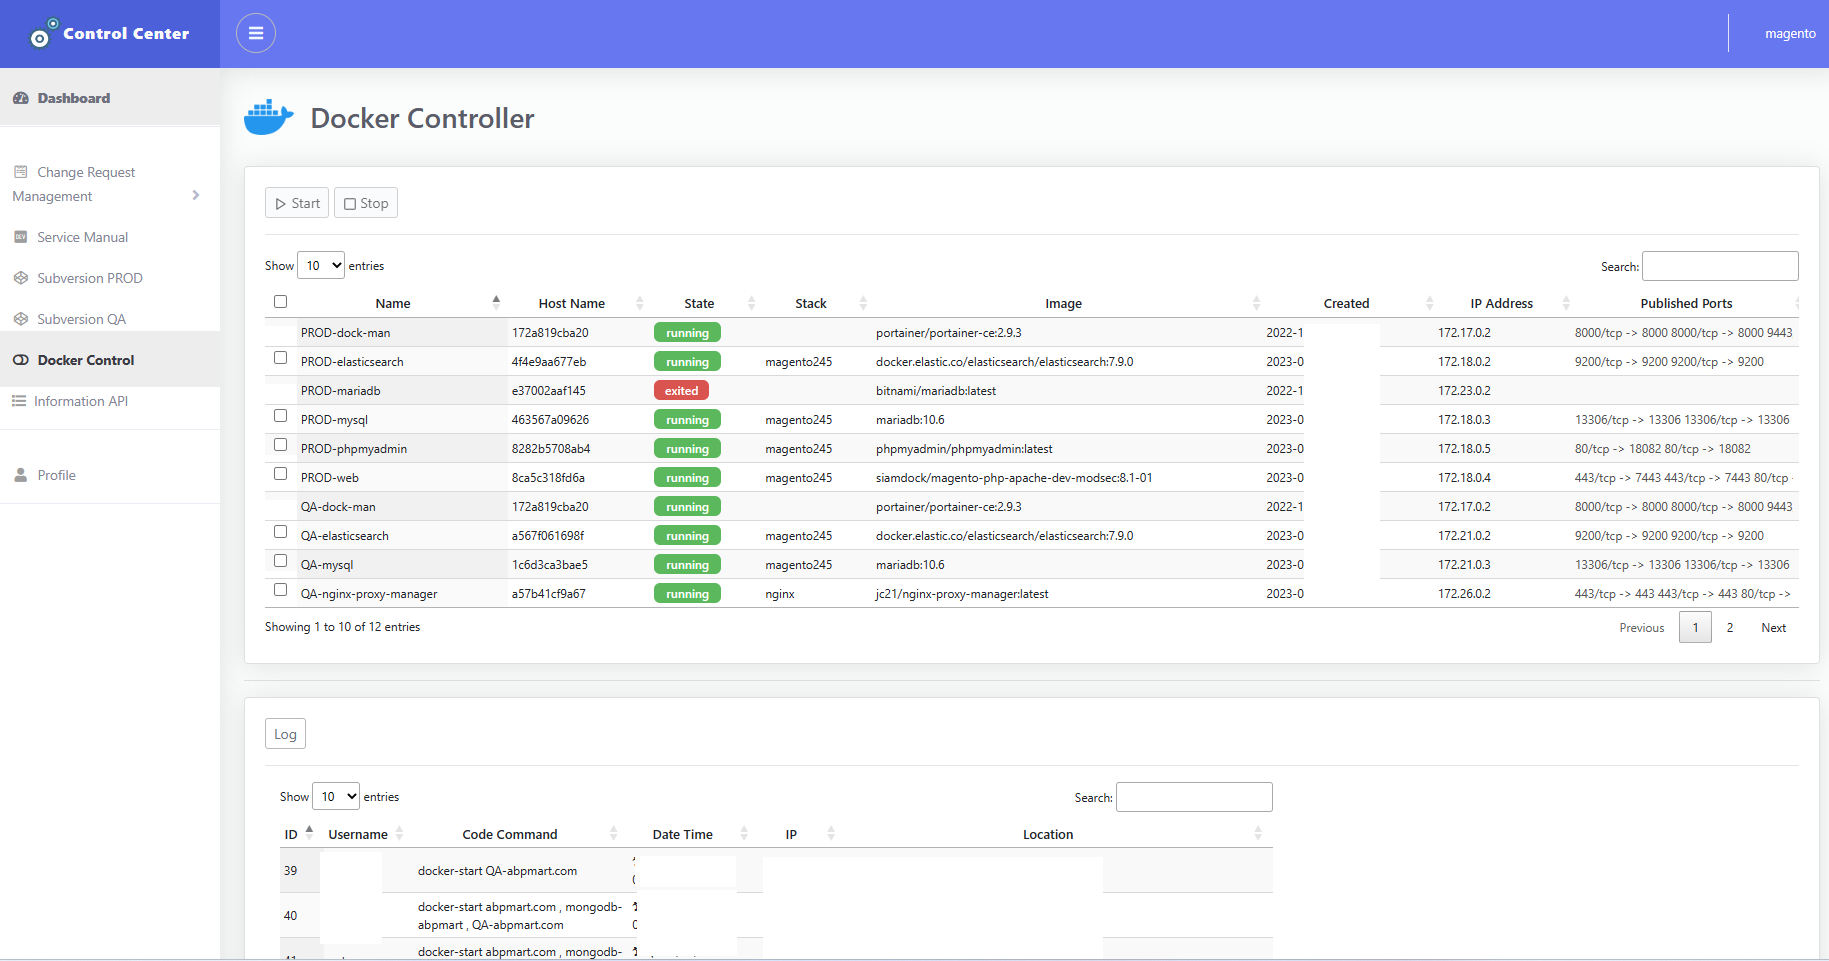 Control Center
magento
Dashboard
Change Request
Management
Service Manual
Subversion PROD
Subversion QA
Docker Control
Information API
Profile
Docker Controller
Start Stop
Show 10 entries Search:
Name Host Name State Stack Image Created IP Address Published Ports
PROD-dock-man 172a819cba20 running portainer/portainer-ce:2.9.3 2022-1 172.17.0.2 8000/tcp -> 8000 8000/tcp -> 8000 9443
PROD-elasticsearch 4f4e9aa677eb running magento245 docker.elastic.co/elasticsearch/elasticsearch:7.9.0 2023-0 172.18.0.2 9200/tcp -> 9200 9200/tcp -> 9200
PROD-mariadb e37002aaf145 exited bitnami/mariadb:latest 2022-1 172.23.0.2
PROD-mysql 463567a09626 running magento245 mariadb:10.6 2023-0 172.18.0.3 13306/tcp -> 13306 13306/tcp -> 13306
PROD-phpmyadmin 8282b5708ab4 running magento245 phpmyadmin/phpmyadmin:latest 2023-0 172.18.0.5 80/tcp -> 18082 80/tcp -> 18082
PROD-web 8ca5c318fd6a running magento245 siamdock/magento-php-apache-dev-modsec:8.1-01 2023-0 172.18.0.4 443/tcp -> 7443 443/tcp -> 7443 80/tcp -
QA-dock-man 172a819cba20 running portainer/portainer-ce:2.9.3 2022-1 172.17.0.2 8000/tcp -> 8000 8000/tcp -> 8000 9443
QA-elasticsearch a567f061698f running magento245 docker.elastic.co/elasticsearch/elasticsearch:7.9.0 2023-0 172.21.0.2 9200/tcp -> 9200 9200/tcp -> 9200
QA-mysql 1c6d3ca3bae5 running magento245 mariadb:10.6 2023-0 172.21.0.3 13306/tcp -> 13306 13306/tcp -> 13306
QA-nginx-proxy-manager a57b41cf9a67 running nginx jc21/nginx-proxy-manager:latest 2023-0 172.26.0.2 443/tcp -> 443 443/tcp -> 443 80/tcp ->
Showing 1 to 10 of 12 entries Previous 1 2 Next
Log
Show 10 entries Search:
ID Username Code Command Date Time IP Location
39 docker-start QA-abpmart.com
40 docker-start abpmart.com , mongodb-
abpmart , QA-abpmart.com
docker-start abpmart.com , mongodb-